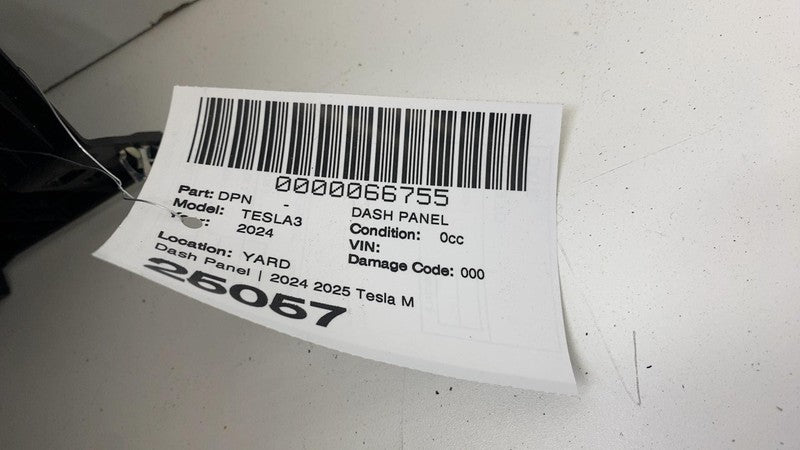 0000066755
Part: DPN - DASH PANEL
Model: TESLA3 Condition: 0cc
Year: 2024 VIN:
Location: YARD Damage Code: 000
Dash Panel | 2024 2025 Tesla M
25057